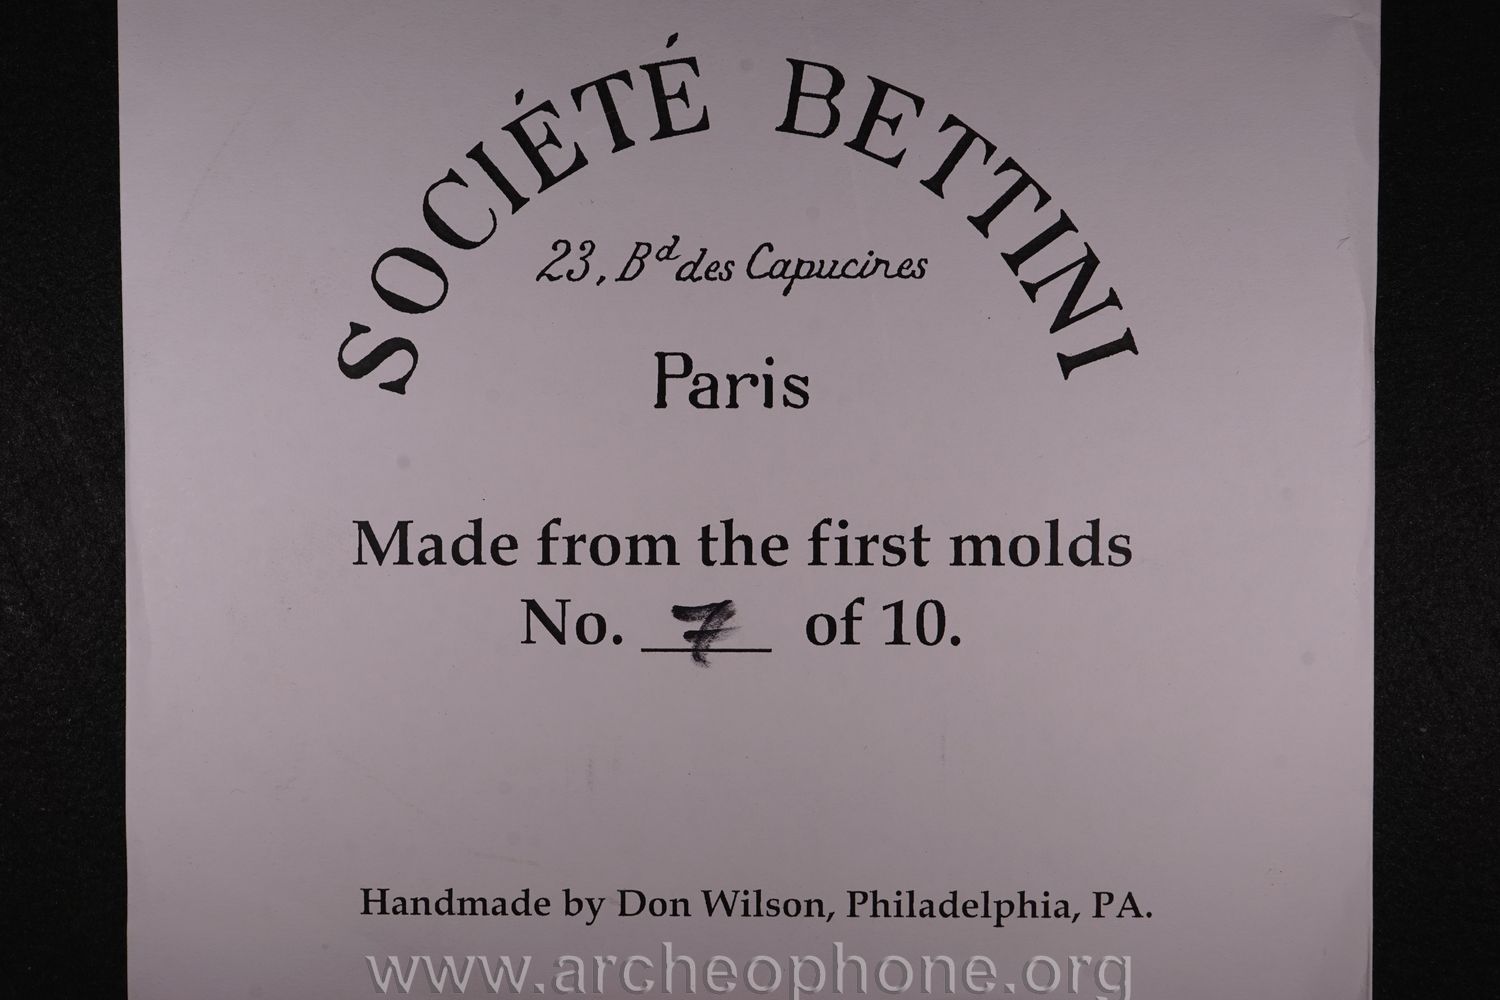 SOCIÉTÉ BETTINI
23, Bd des Capucines
Paris
Made from the first molds
No. 7 of 10.
Handmade by Don Wilson, Philadelphia, PA.
www.archeophone.org